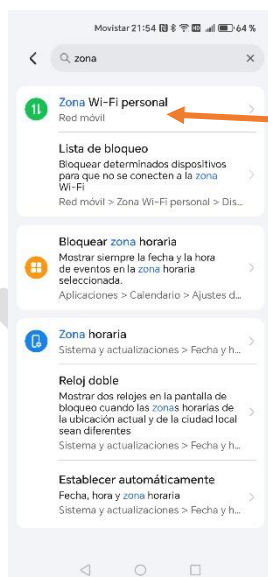 Movistar 21:54 64 %
zona
Zona Wi-Fi personal
Red móvil
Lista de bloqueo
Bloquear determinados dispositivos
para que no se conecten a la zona
Wi-Fi
Red móvil > Zona Wi-Fi personal > Dis...
Bloquear zona horaria
Mostrar siempre la fecha y la hora
de eventos en la zona horaria
seleccionada.
Aplicaciones > Calendario > Ajustes d...
Zona horaria
Sistema y actualizaciones > Fecha y h...
Reloj doble
Mostrar dos relojes en la pantalla de
bloqueo cuando las zonas horarias de
la ubicación actual y de la ciudad local
sean diferentes
Sistema y actualizaciones > Fecha y h...
Establecer automáticamente
Fecha, hora y zona horaria
Sistema y actualizaciones > Fecha y h...